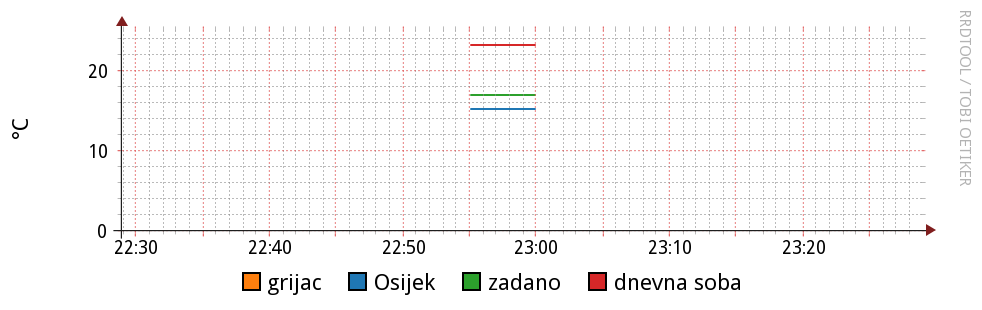 RRDTOOL / TOBI OETIKER
°C
20
10
0
22:30 22:40 22:50 23:00 23:10 23:20
grijac Osijek zadano dnevna soba